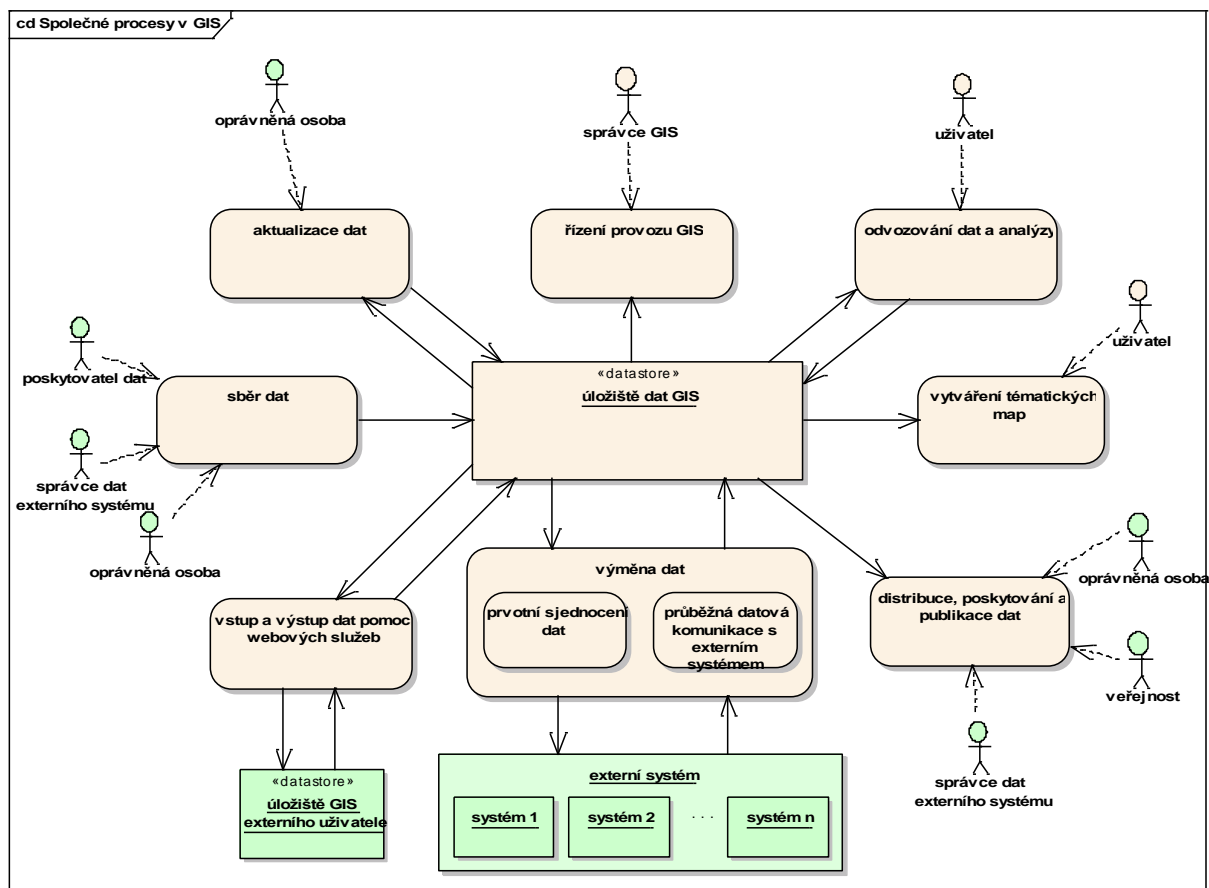 cd Společné procesy v GIS
oprávněná osoba
správce GIS
uživatel
aktualizace dat
řízení provozu GIS
odvozování dat a analýzy
uživatel
poskytovatel dat
sběr dat
«datastore»
úložiště dat GIS
vytváření tématických
map
správce dat
externího systému
oprávněná osoba
výměna dat
prvotní sjednocení
dat
průběžná datová
komunikace s
externím
systémem
vstup a výstup dat pomoc
webových služeb
distribuce, poskytování a
publikace dat
oprávněná osoba
veřejnost
správce dat
externího systému
«datastore»
úložiště GIS
externího uživatele
externí systém
systém 1
systém 2
. . .
systém n